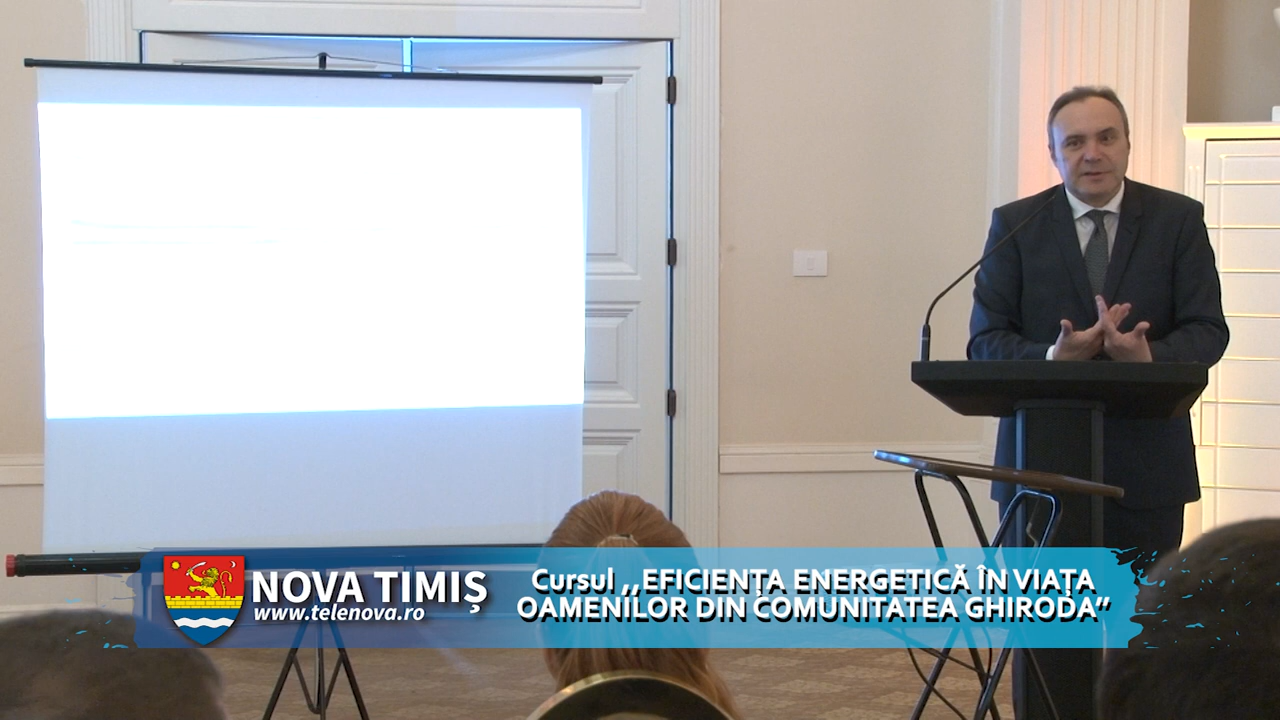 NOVA TIMIȘ
www.telenova.ro
Cursul ,,EFICIENȚA ENERGETICĂ ÎN VIAȚA
OAMENILOR DIN COMUNITATEA GHIRODA”